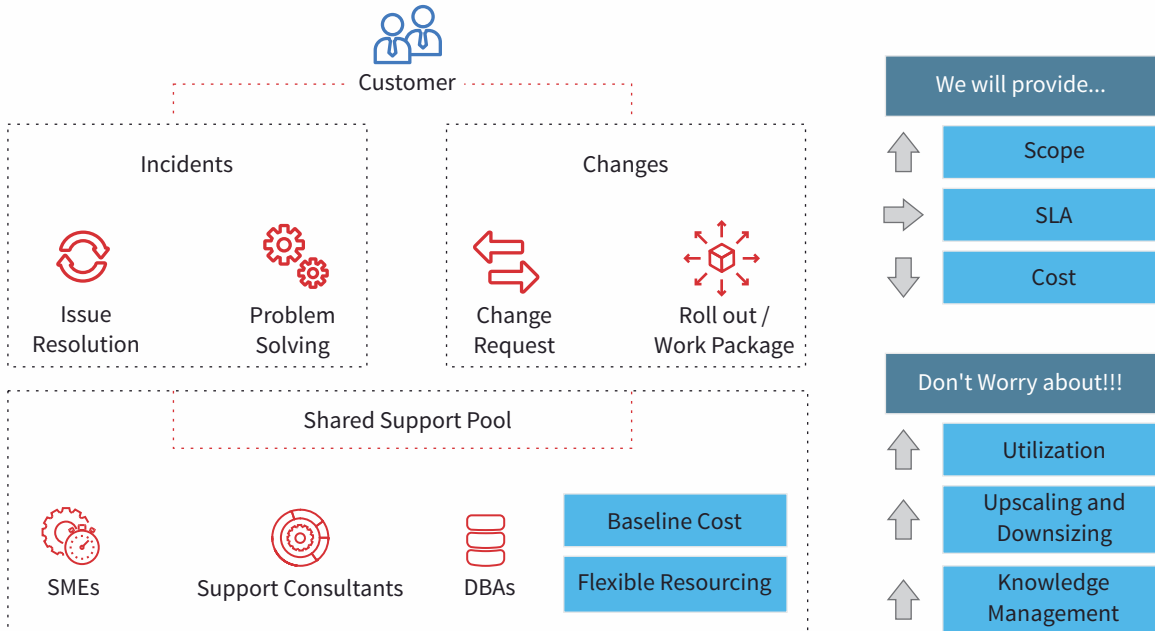 Customer
Incidents
Issue
Resolution
Problem
Solving
Changes
Change
Request
Roll out /
Work Package
Shared Support Pool
SMEs
Support Consultants
DBAs
Baseline Cost
Flexible Resourcing
We will provide...
Scope
SLA
Cost
Don't Worry about!!!
Utilization
Upscaling and
Downsizing
Knowledge
Management